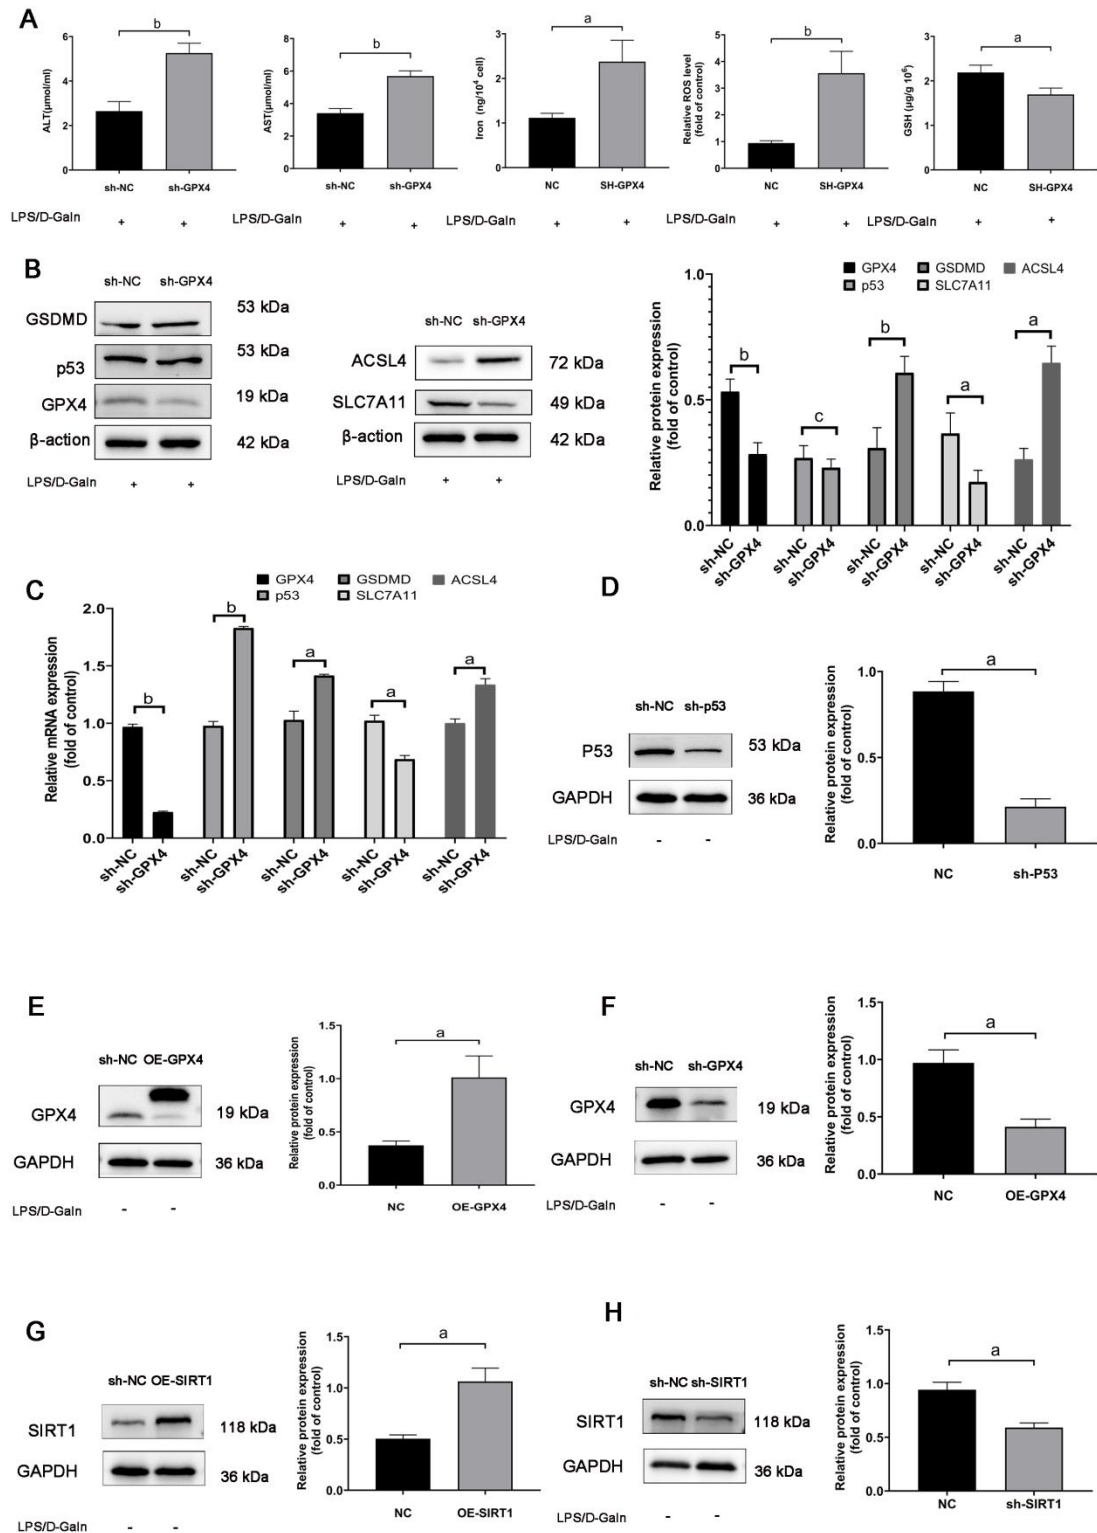 A
ALT(μmol/ml)
6
4
2
0
b
sh-NC sh-GPX4
AST(μmol/ml)
8
6
4
2
0
b
sh-NC sh-GPX4
Iron (ng/10⁴ cell)
3
2
1
0
a
NC SH-GPX4
Relative ROS level
(fold of control)
5
4
3
2
1
0
b
NC SH-GPX4
GSH (μg/g 10⁶)
3
2
1
0
a
NC SH-GPX4
LPS/D-Galn + +
LPS/D-Galn + +
LPS/D-Galn + +
LPS/D-Galn + +
LPS/D-Galn + +
B
sh-NC sh-GPX4
GSDMD 53 kDa
p53 53 kDa
GPX4 19 kDa
β-action 42 kDa
LPS/D-Galn + +
sh-NC sh-GPX4
ACSL4 72 kDa
SLC7A11 49 kDa
β-action 42 kDa
LPS/D-Galn + +
GPX4 GSDMD ACSL4
p53 SLC7A11
Relative protein expression
(fold of control)
1.0
0.5
0.0
b
c
b
a
a
sh-NC sh-GPX4 sh-NC sh-GPX4 sh-NC sh-GPX4 sh-NC sh-GPX4 sh-NC sh-GPX4
C
GPX4 GSDMD ACSL4
p53 SLC7A11
Relative mRNA expression
(fold of control)
2.0
1.5
1.0
0.5
0.0
b
b
a
a
a
sh-NC sh-GPX4 sh-NC sh-GPX4 sh-NC sh-GPX4 sh-NC sh-GPX4 sh-NC sh-GPX4
D
sh-NC sh-p53
P53 53 kDa
GAPDH 36 kDa
LPS/D-Galn - -
Relative protein expression
(fold of control)
1.0
0.5
0.0
a
NC sh-P53
E
sh-NC OE-GPX4
GPX4 19 kDa
GAPDH 36 kDa
LPS/D-Galn - -
Relative protein expression
(fold of control)
1.5
1.0
0.5
0.0
a
NC OE-GPX4
F
sh-NC sh-GPX4
GPX4 19 kDa
GAPDH 36 kDa
LPS/D-Galn - -
Relative protein expression
(fold of control)
1.5
1.0
0.5
0.0
a
NC OE-GPX4
G
sh-NC OE-SIRT1
SIRT1 118 kDa
GAPDH 36 kDa
LPS/D-Galn - -
Relative protein expression
(fold of control)
1.5
1.0
0.5
0.0
a
NC OE-SIRT1
H
sh-NC sh-SIRT1
SIRT1 118 kDa
GAPDH 36 kDa
LPS/D-Galn - -
Relative protein expression
(fold of control)
1.5
1.0
0.5
0.0
a
NC sh-SIRT1